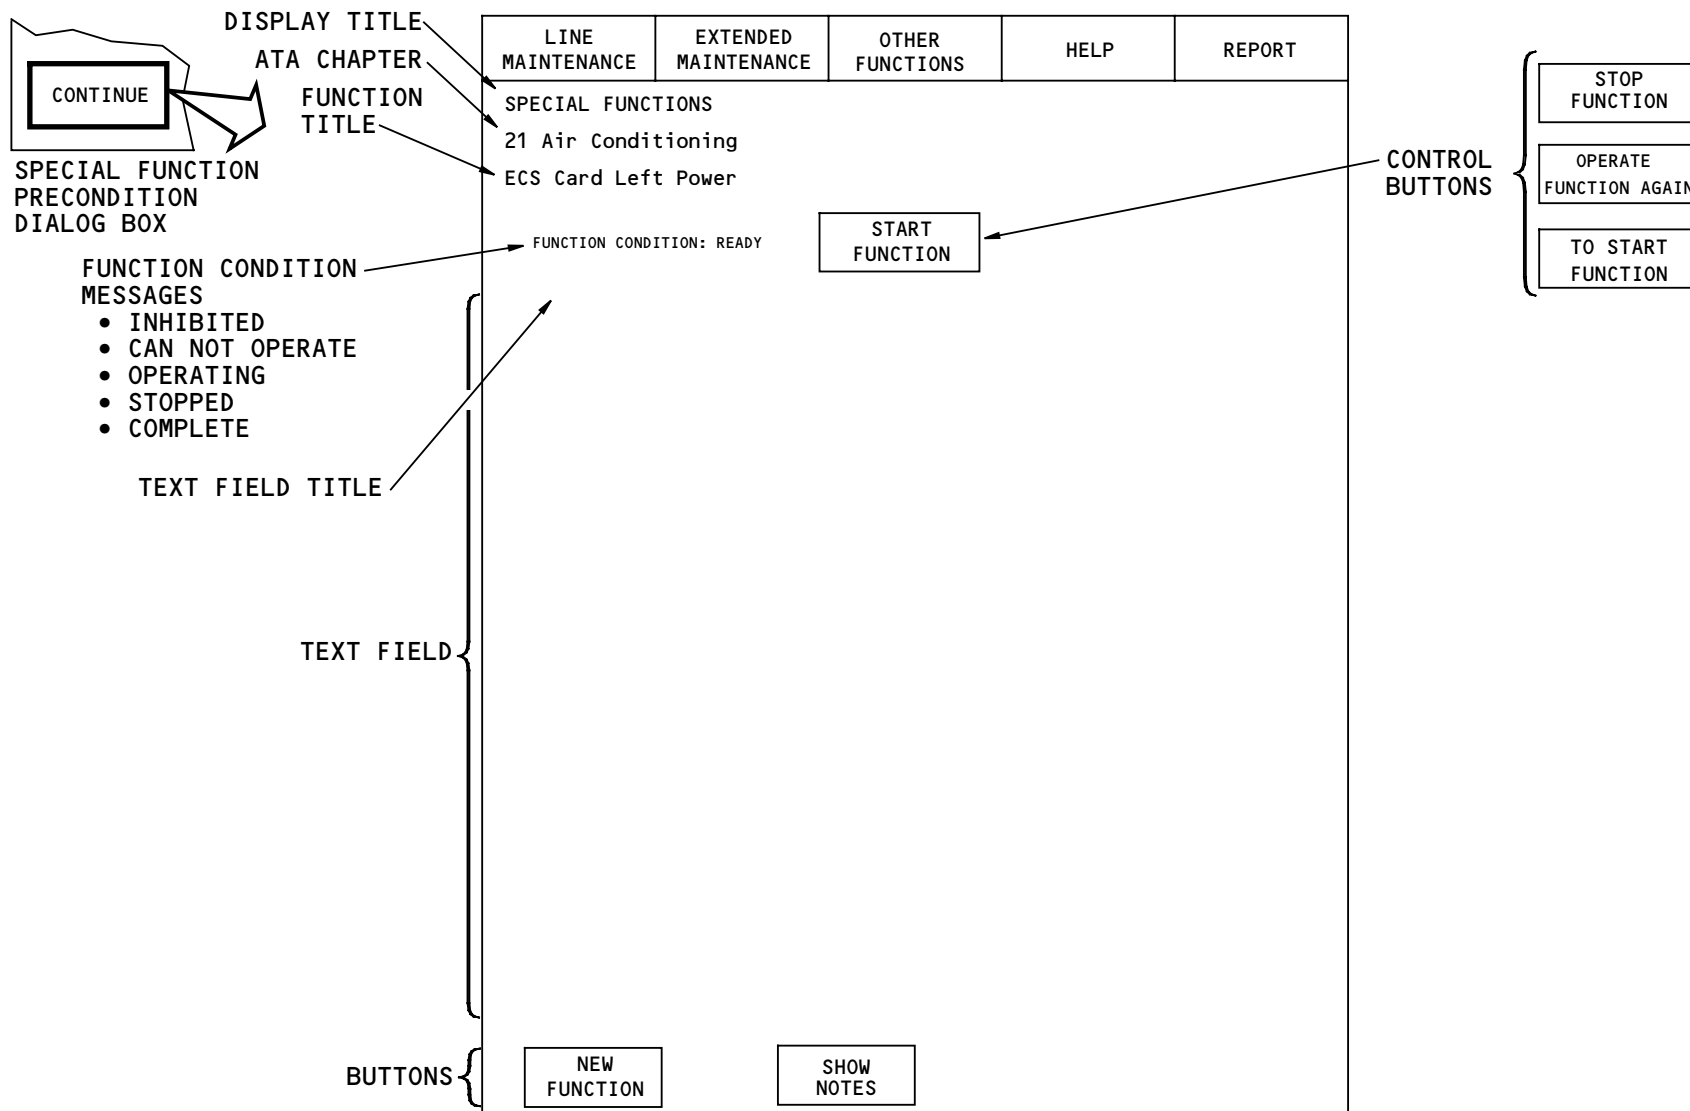 CONTINUE
SPECIAL FUNCTION
PRECONDITION
DIALOG BOX
DISPLAY TITLE
ATA CHAPTER
FUNCTION
TITLE
FUNCTION CONDITION
MESSAGES
• INHIBITED
• CAN NOT OPERATE
• OPERATING
• STOPPED
• COMPLETE
TEXT FIELD TITLE
TEXT FIELD
BUTTONS
LINE
MAINTENANCE
EXTENDED
MAINTENANCE
OTHER
FUNCTIONS
HELP
REPORT
SPECIAL FUNCTIONS
21 Air Conditioning
ECS Card Left Power
FUNCTION CONDITION: READY
START
FUNCTION
NEW
FUNCTION
SHOW
NOTES
CONTROL
BUTTONS
STOP
FUNCTION
OPERATE
FUNCTION AGAIN
TO START
FUNCTION